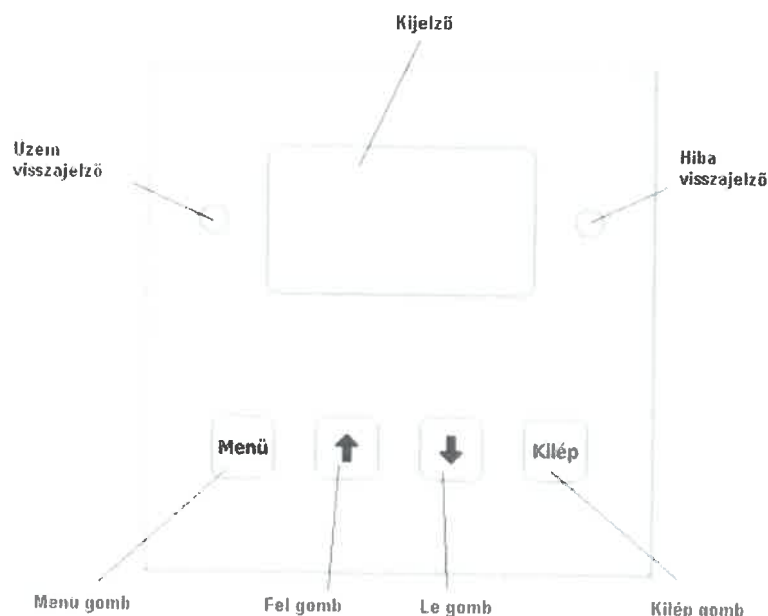 Kijelző
Üzem
visszajelző
Hiba
visszajelző
Menü
Kilép
Menü gomb
Fel gomb
Le gomb
Kilép gomb